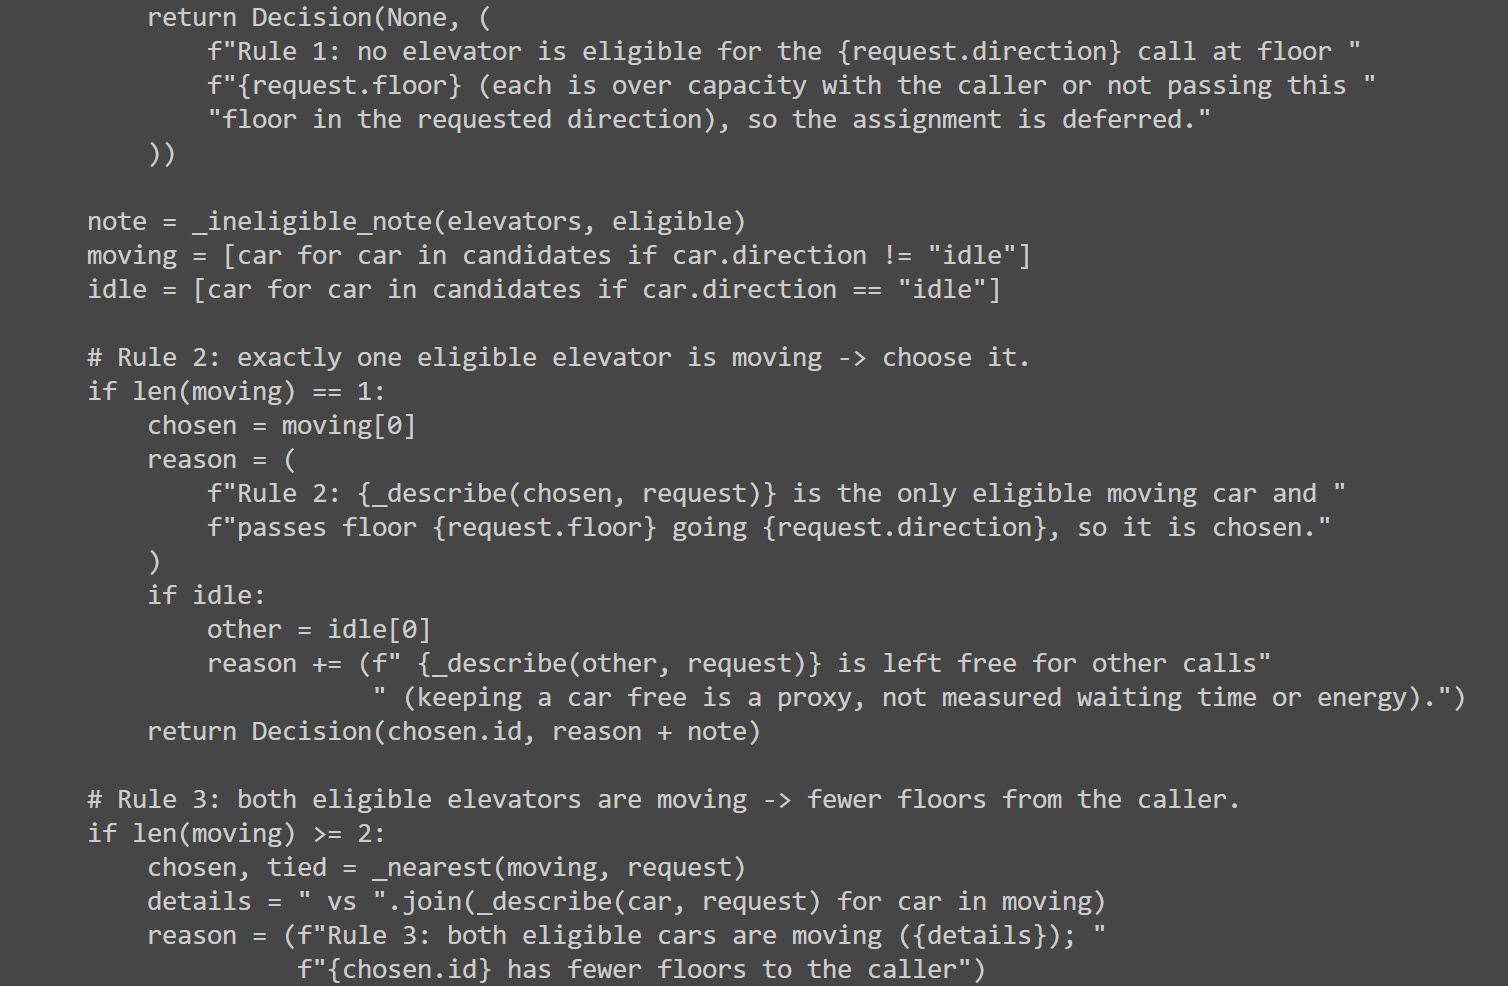 return Decision(None, (
f"Rule 1: no elevator is eligible for the {request.direction} call at floor "
f"{request.floor} (each is over capacity with the caller or not passing this "
"floor in the requested direction), so the assignment is deferred."
))
note = _ineligible_note(elevators, eligible)
moving = [car for car in candidates if car.direction != "idle"]
idle = [car for car in candidates if car.direction == "idle"]
# Rule 2: exactly one eligible elevator is moving -> choose it.
if len(moving) == 1:
chosen = moving[0]
reason = (
f"Rule 2: {_describe(chosen, request)} is the only eligible moving car and "
f"passes floor {request.floor} going {request.direction}, so it is chosen."
)
if idle:
other = idle[0]
reason += (f" {_describe(other, request)} is left free for other calls"
" (keeping a car free is a proxy, not measured waiting time or energy).")
return Decision(chosen.id, reason + note)
# Rule 3: both eligible elevators are moving -> fewer floors from the caller.
if len(moving) >= 2:
chosen, tied = _nearest(moving, request)
details = " vs ".join(_describe(car, request) for car in moving)
reason = (f"Rule 3: both eligible cars are moving ({details}); "
f"{chosen.id} has fewer floors to the caller")